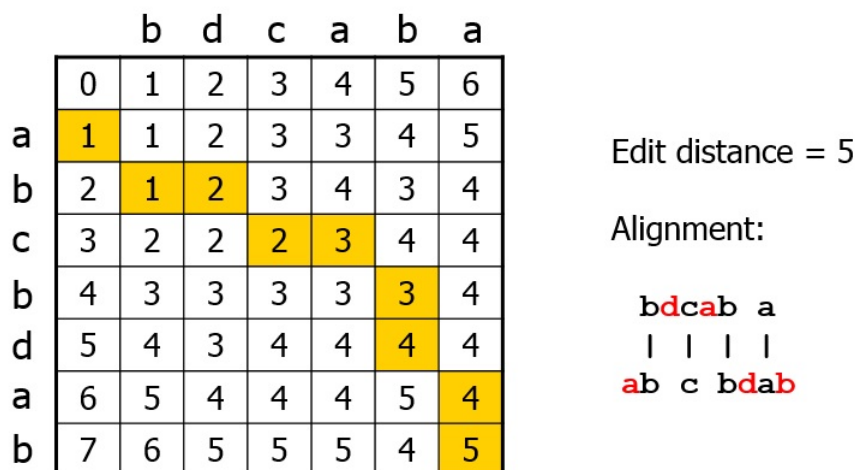 b d c a b a
0 1 2 3 4 5 6
a 1 1 2 3 3 4 5
b 2 1 2 3 4 3 4
c 3 2 2 2 3 4 4
b 4 3 3 3 3 3 4
d 5 4 3 4 4 4 4
a 6 5 4 4 4 5 4
b 7 6 5 5 5 4 5
Edit distance = 5
Alignment:
bdcab a
| | | |
ab c bdab